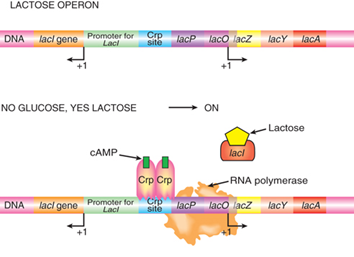 LACTOSE OPERON
DNA lacI gene Promoter for LacI Crp site lacP lacO lacZ lacY lacA
+1 +1
NO GLUCOSE, YES LACTOSE ON
Lactose
cAMP lacI
Crp Crp RNA polymerase
DNA lacI gene Promoter for LacI Crp site lacP lacO lacZ lacY lacA
+1 +1